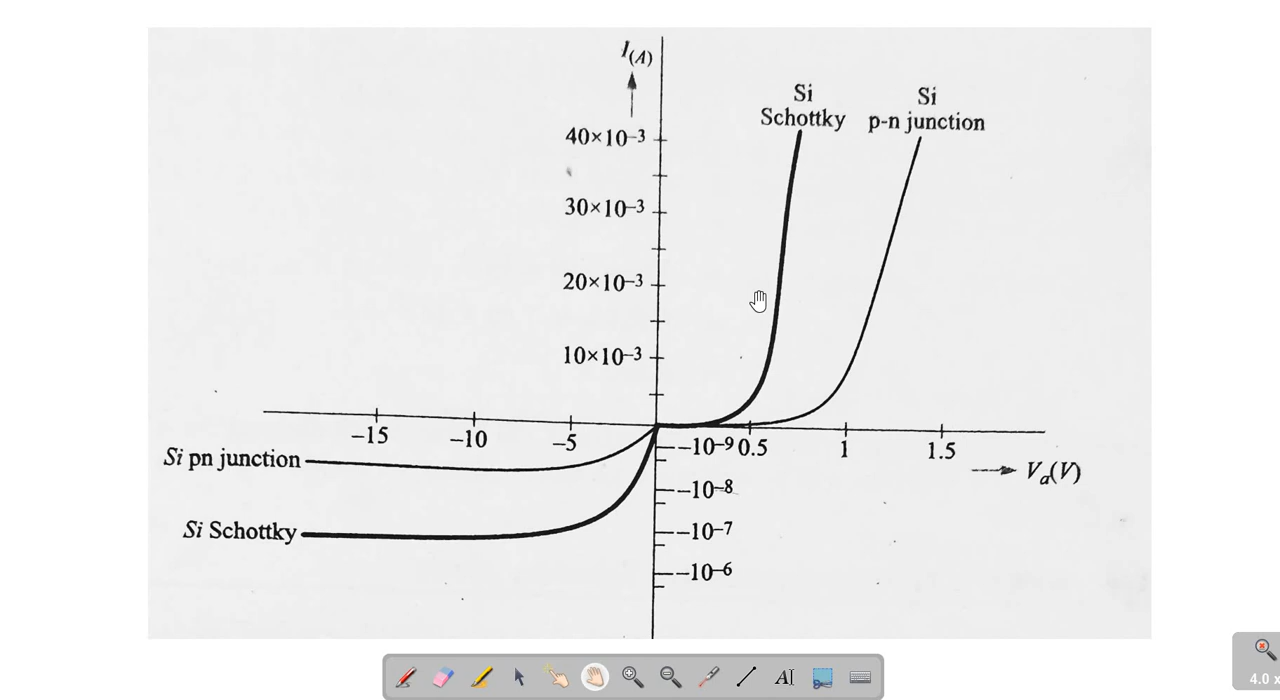 I(A)
Si
Schottky
Si
p-n junction
40×10⁻³
30×10⁻³
20×10⁻³
10×10⁻³
−15
−10
−5
−10⁻⁹
0.5
1
1.5
Vₐ(V)
Si pn junction
−10⁻⁸
Si Schottky
−10⁻⁷
−10⁻⁶
4.0 x
AI